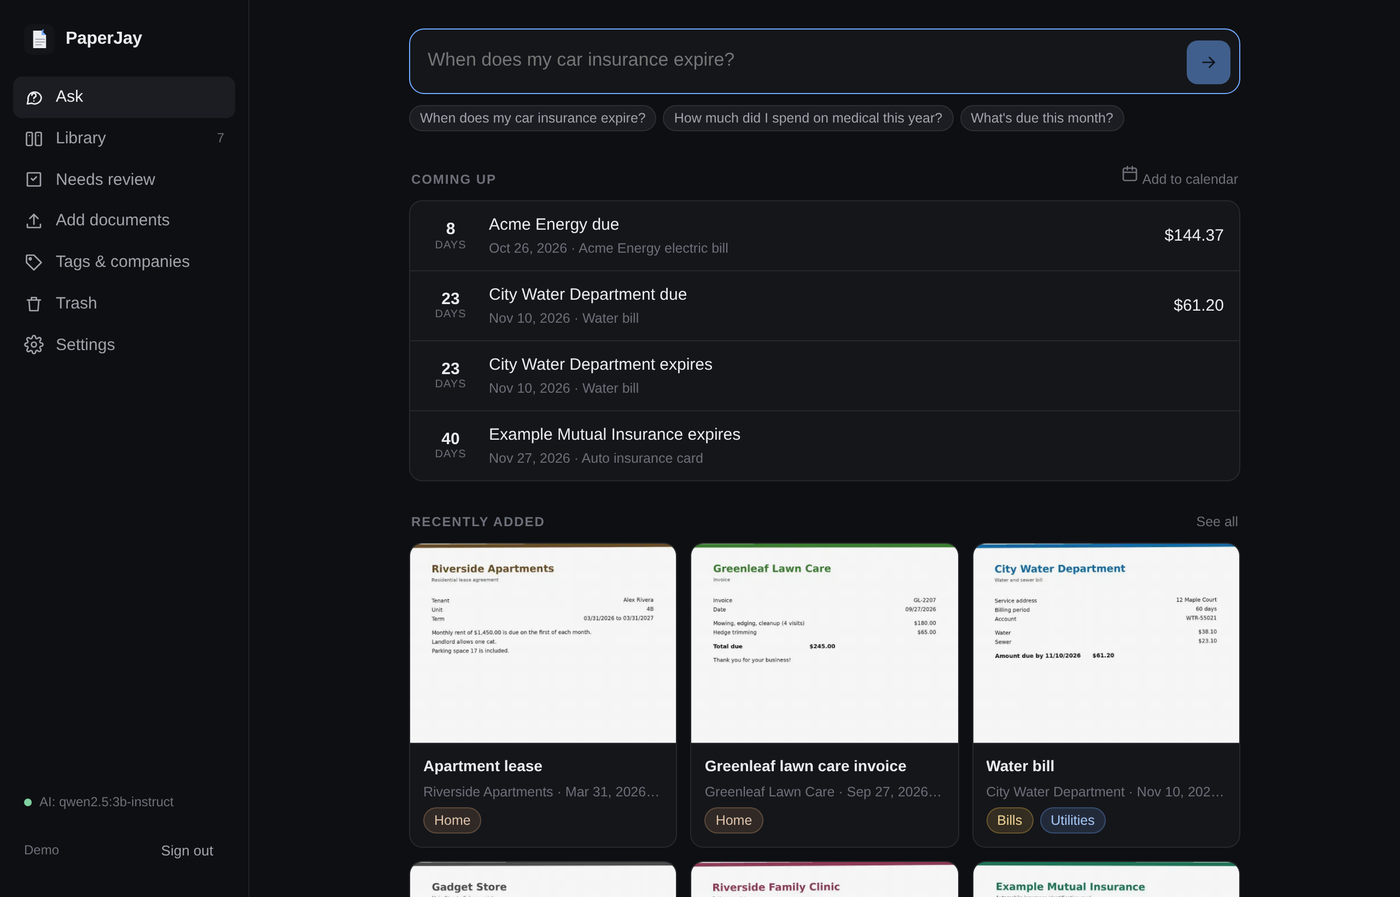 PaperJay
Ask
Library 7
Needs review
Add documents
Tags & companies
Trash
Settings
AI: qwen2.5:3b-instruct
Demo Sign out
When does my car insurance expire?
When does my car insurance expire? How much did I spend on medical this year? What's due this month?
COMING UP Add to calendar
8 DAYS
Acme Energy due $144.37
Oct 26, 2026 · Acme Energy electric bill
23 DAYS
City Water Department due $61.20
Nov 10, 2026 · Water bill
23 DAYS
City Water Department expires
Nov 10, 2026 · Water bill
40 DAYS
Example Mutual Insurance expires
Nov 27, 2026 · Auto insurance card
RECENTLY ADDED See all
Riverside Apartments
Residential lease agreement
Tenant Alex Rivera
Unit 4B
Term 03/31/2026 to 03/31/2027
Monthly rent of $1,450.00 is due on the first of each month.
Landlord allows one cat.
Parking space 17 is included.
Apartment lease
Riverside Apartments · Mar 31, 2026...
Home
Greenleaf Lawn Care
Invoice
Invoice GL-2207
Date 09/27/2026
Mowing, edging, cleanup (4 visits) $180.00
Hedge trimming $65.00
Total due $245.00
Thank you for your business!
Greenleaf lawn care invoice
Greenleaf Lawn Care · Sep 27, 2026...
Home
City Water Department
Water and sewer bill
Service address 12 Maple Court
Billing period 60 days
Account WTR-55021
Water $38.10
Sewer $23.10
Amount due by 11/10/2026 $61.20
Water bill
City Water Department · Nov 10, 202...
Bills Utilities
Gadget Store
Riverside Family Clinic
Example Mutual Insurance